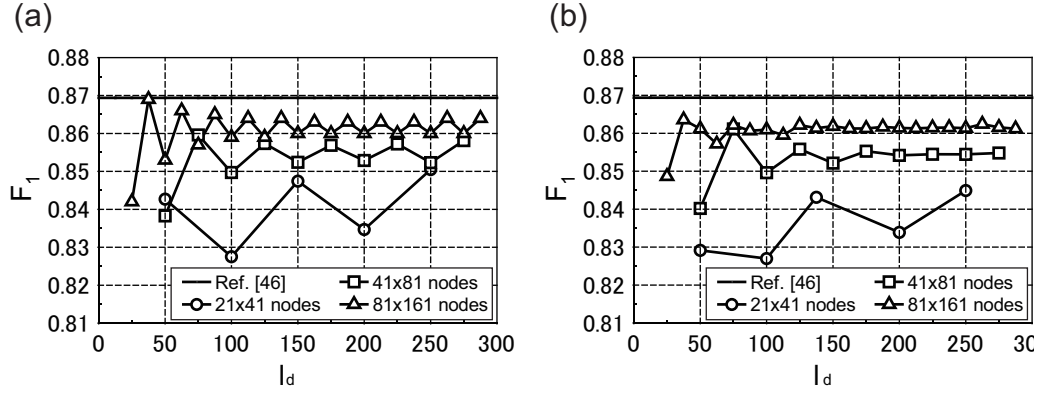 (a)
0.88
0.87
0.86
0.85
0.84
0.83
0.82
0.81
F1
Ref. [46]
41x81 nodes
21x41 nodes
81x161 nodes
0 50 100 150 200 250 300
Id
(b)
0.88
0.87
0.86
0.85
0.84
0.83
0.82
0.81
F1
Ref. [46]
41x81 nodes
21x41 nodes
81x161 nodes
0 50 100 150 200 250 30
Id